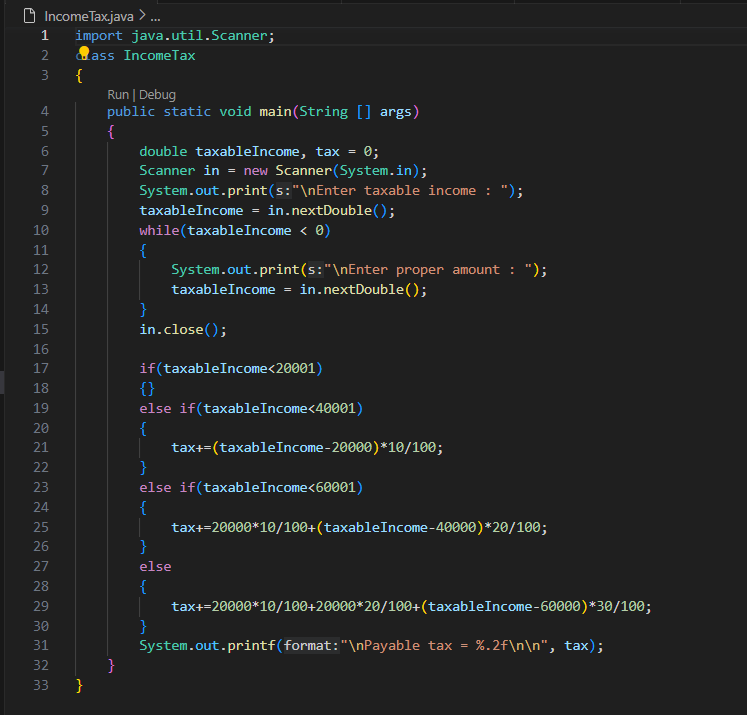 IncomeTax.java > ...
1 import java.util.Scanner;
2 class IncomeTax
3 {
Run | Debug
4 public static void main(String [] args)
5 {
6 double taxableIncome, tax = 0;
7 Scanner in = new Scanner(System.in);
8 System.out.print(s:"\nEnter taxable income : ");
9 taxableIncome = in.nextDouble();
10 while(taxableIncome < 0)
11 {
12 System.out.print(s:"\nEnter proper amount : ");
13 taxableIncome = in.nextDouble();
14 }
15 in.close();
16
17 if(taxableIncome<20001)
18 {}
19 else if(taxableIncome<40001)
20 {
21 tax+=(taxableIncome-20000)*10/100;
22 }
23 else if(taxableIncome<60001)
24 {
25 tax+=20000*10/100+(taxableIncome-40000)*20/100;
26 }
27 else
28 {
29 tax+=20000*10/100+20000*20/100+(taxableIncome-60000)*30/100;
30 }
31 System.out.printf(format:"\nPayable tax = %.2f\n\n", tax);
32 }
33 }